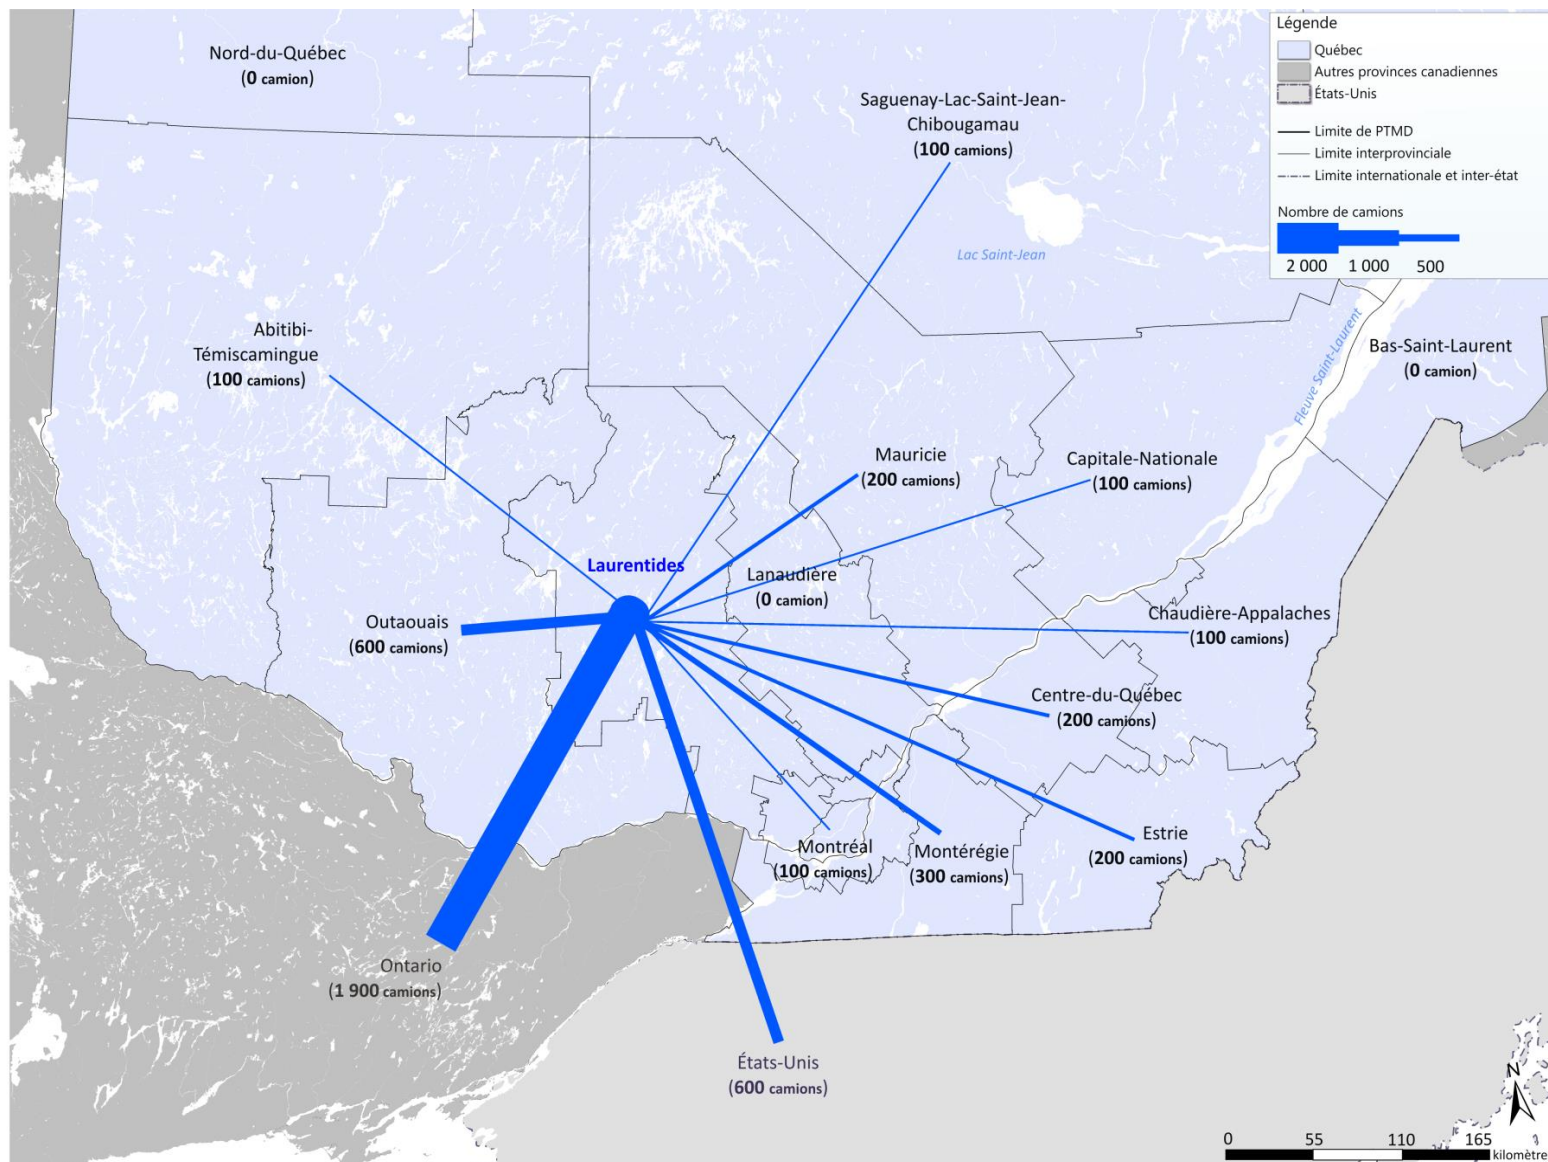 Nord-du-Québec
(0 camion)
Saguenay-Lac-Saint-Jean-
Chibougamau
(100 camions)
Légende
Québec
Autres provinces canadiennes
États-Unis
Limite de PTMD
Limite interprovinciale
Limite internationale et inter-état
Nombre de camions
2 000 1 000 500
Lac Saint-Jean
Abitibi-
Témiscamingue
(100 camions)
Fleuve Saint-Laurent
Bas-Saint-Laurent
(0 camion)
Mauricie
(200 camions)
Capitale-Nationale
(100 camions)
Laurentides
Lanaudière
(0 camion)
Outaouais
(600 camions)
Chaudière-Appalaches
(100 camions)
Centre-du-Québec
(200 camions)
Montréal
(100 camions)
Montérégie
(300 camions)
Estrie
(200 camions)
Ontario
(1 900 camions)
États-Unis
(600 camions)
N
0 55 110 165
kilomètres